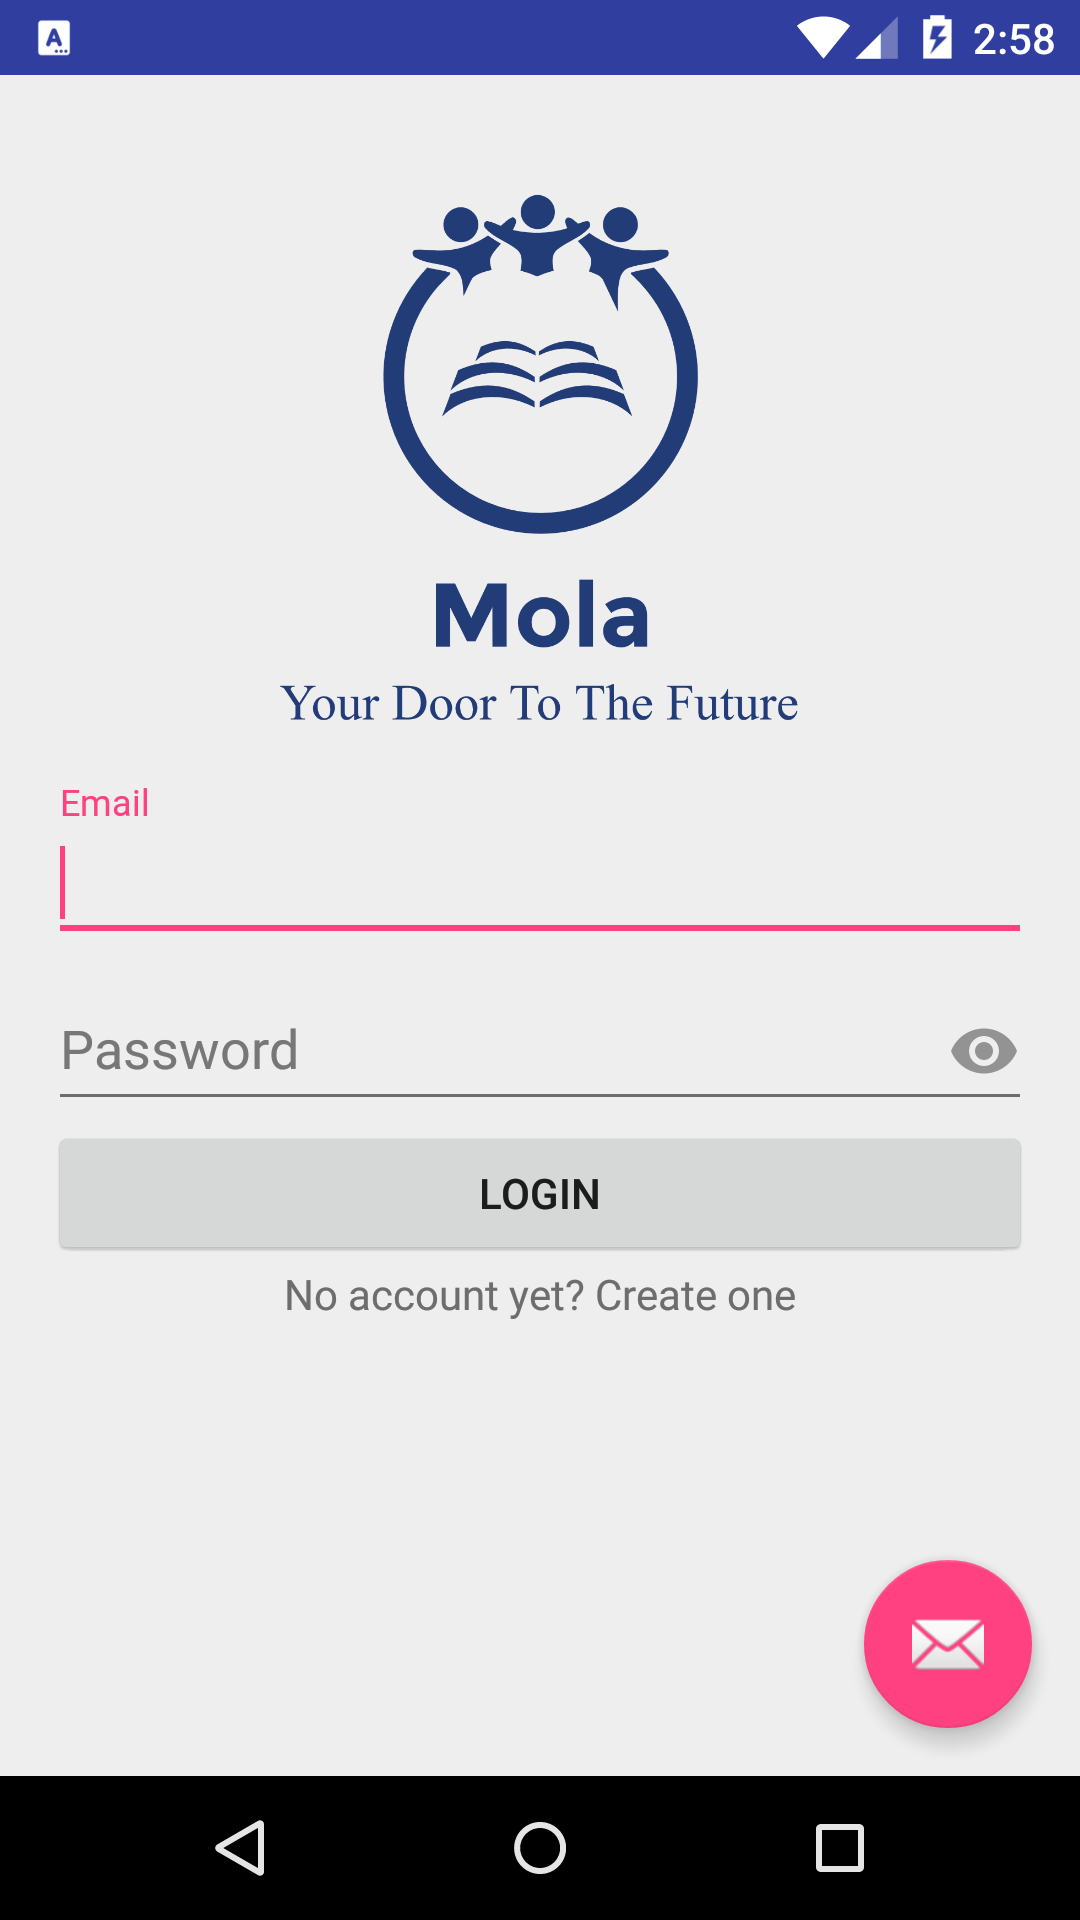 A
2:58
Mola
Your Door To The Future
Email
Password
LOGIN
No account yet? Create one